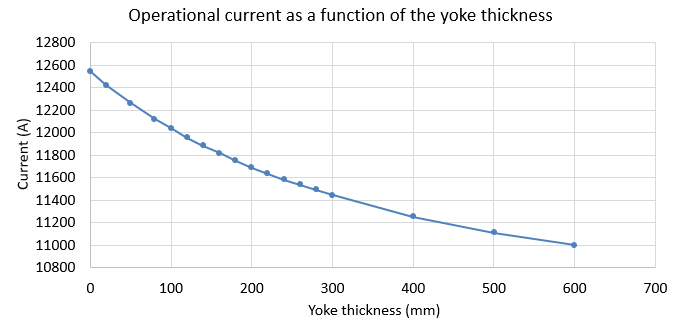 Operational current as a function of the yoke thickness
12800
12600
12400
12200
12000
11800
11600
11400
11200
11000
10800
Current (A)
0 100 200 300 400 500 600 700
Yoke thickness (mm)